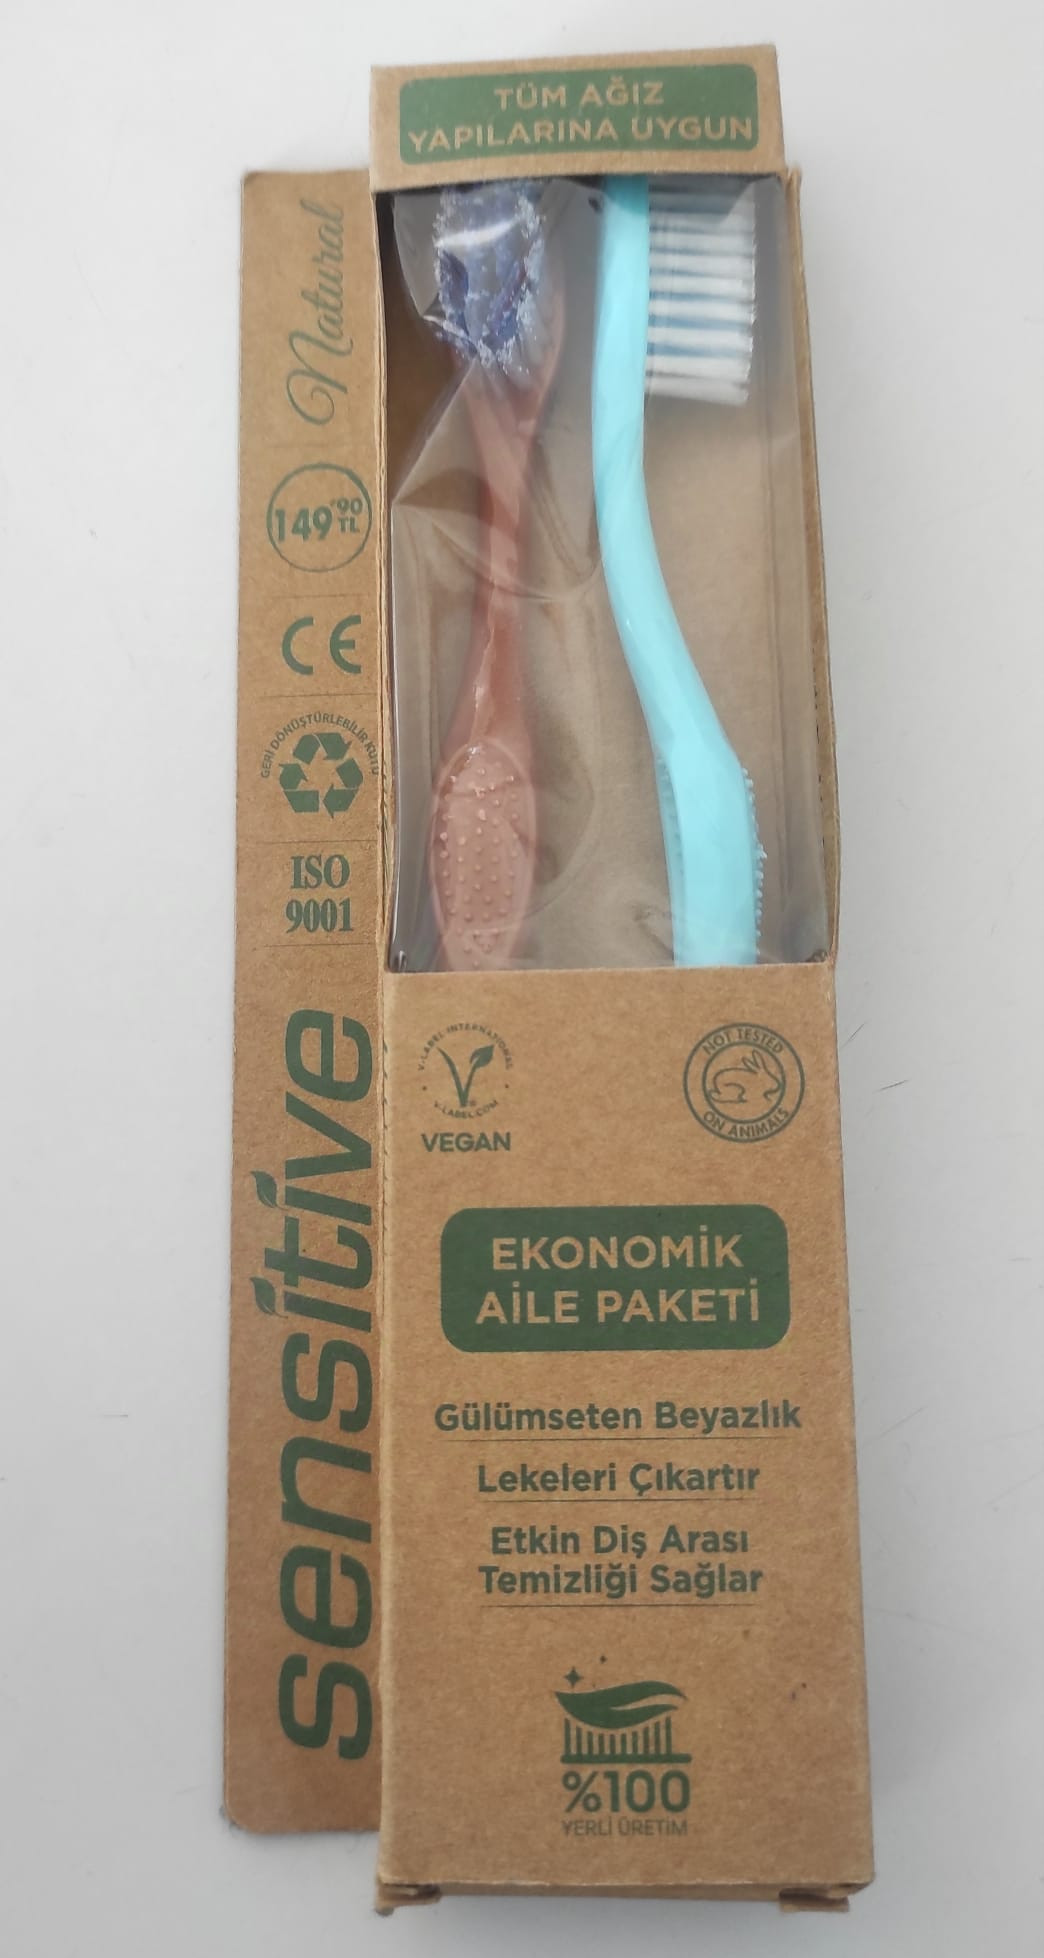 TÜM AĞIZ
YAPILARINA UYGUN
Natural
149,90
TL
CE
GERİ DÖNÜŞTÜRLEBİLİR KUTU
ISO
9001
sensitive
V-LABEL INTERNATIONAL
V-LABEL.COM
VEGAN
NOT TESTED
ON ANIMALS
EKONOMİK
AİLE PAKETİ
Gülümseten Beyazlık
Lekeleri Çıkartır
Etkin Diş Arası
Temizliği Sağlar
%100
YERLİ ÜRETİM